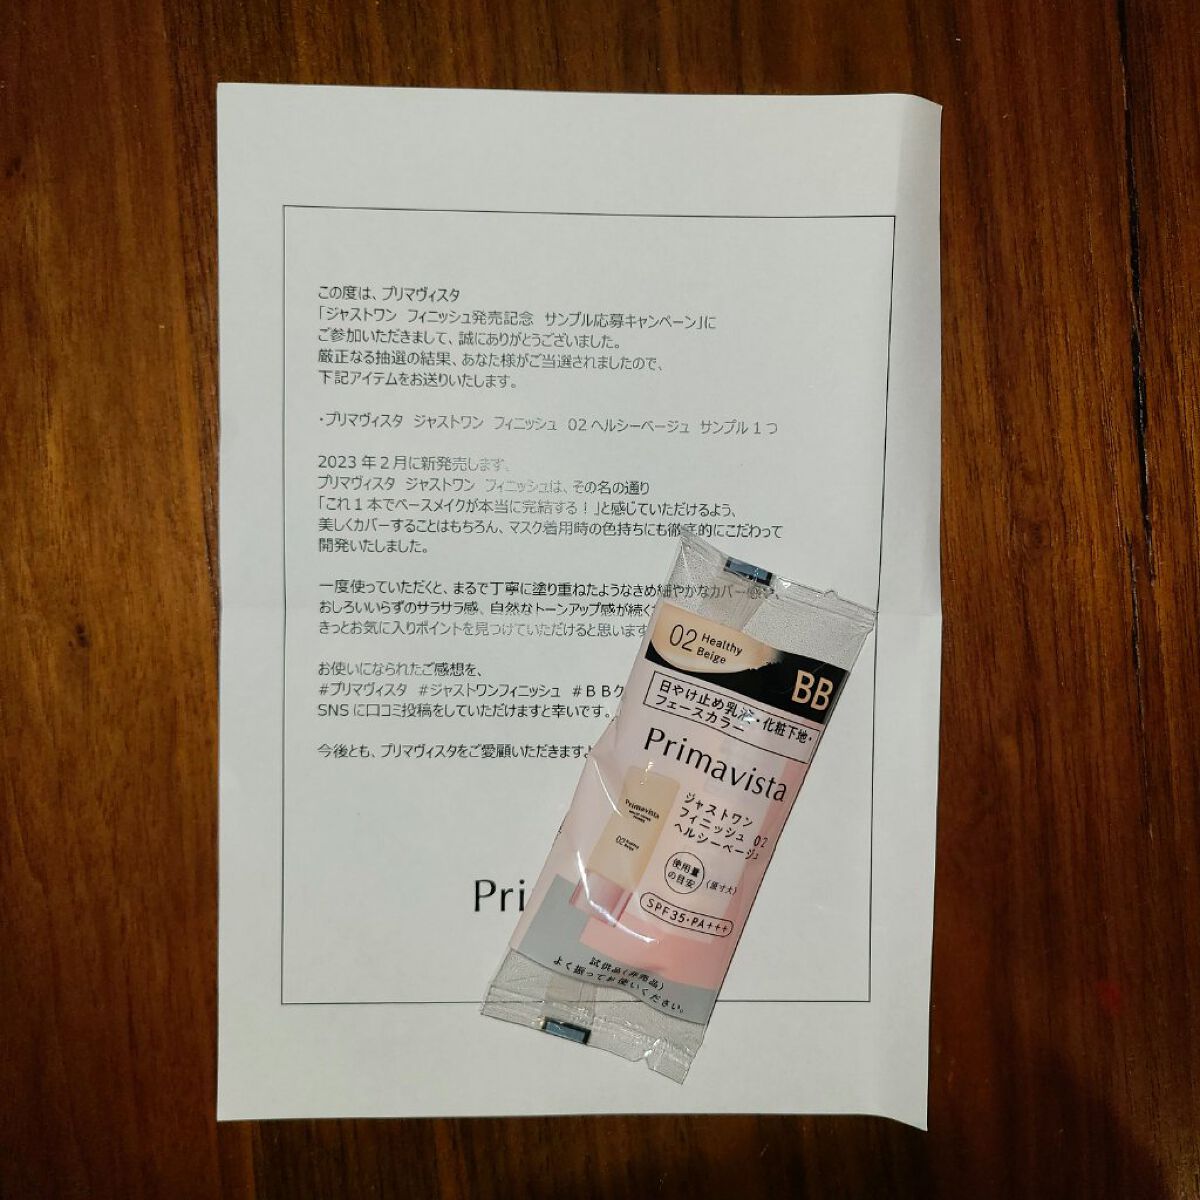 この度は、プリマヴィスタ
「ジャストワン フィニッシュ発売記念 サンプル応募キャンペーン」に
ご参加いただきまして、誠にありがとうございました。
厳正なる抽選の結果、あなた様がご当選されましたので、
下記アイテムをお送りいたします。
・プリマヴィスタ ジャストワン フィニッシュ 02ヘルシーベージュ サンプル1つ
2023年2月に新発売します。
プリマヴィスタ ジャストワン フィニッシュは、その名の通り
「これ1本でベースメイクが本当に完結する!」と感じていただけるよう、
美しくカバーすることはもちろん、マスク着用時の色持ちにも徹底的にこだわって
開発いたしました。
一度使っていただくと、まるで丁寧に塗り重ねたようなきめ細やかなカバー感
おしろいいらずのサラサラ感、自然なトーンアップ感が続く
きっとお気に入りポイントを見つけていただけると思います
お使いになられたご感想を、
#プリマヴィスタ #ジャストワンフィニッシュ #BBク
SNSに口コミ投稿をしていただけますと幸いです。
今後とも、プリマヴィスタをご愛顧いただきますよ
Pri
02 Healthy
Beige
BB
日やけ止め乳液・化粧下地・
フェースカラー
Primavista
ジャストワン
フィニッシュ 02
ヘルシーベージュ
Primavista
02
使用量
の目安
(原寸大)
SPF35・PA+++
試供品(非売品)
よく振ってお使いください。